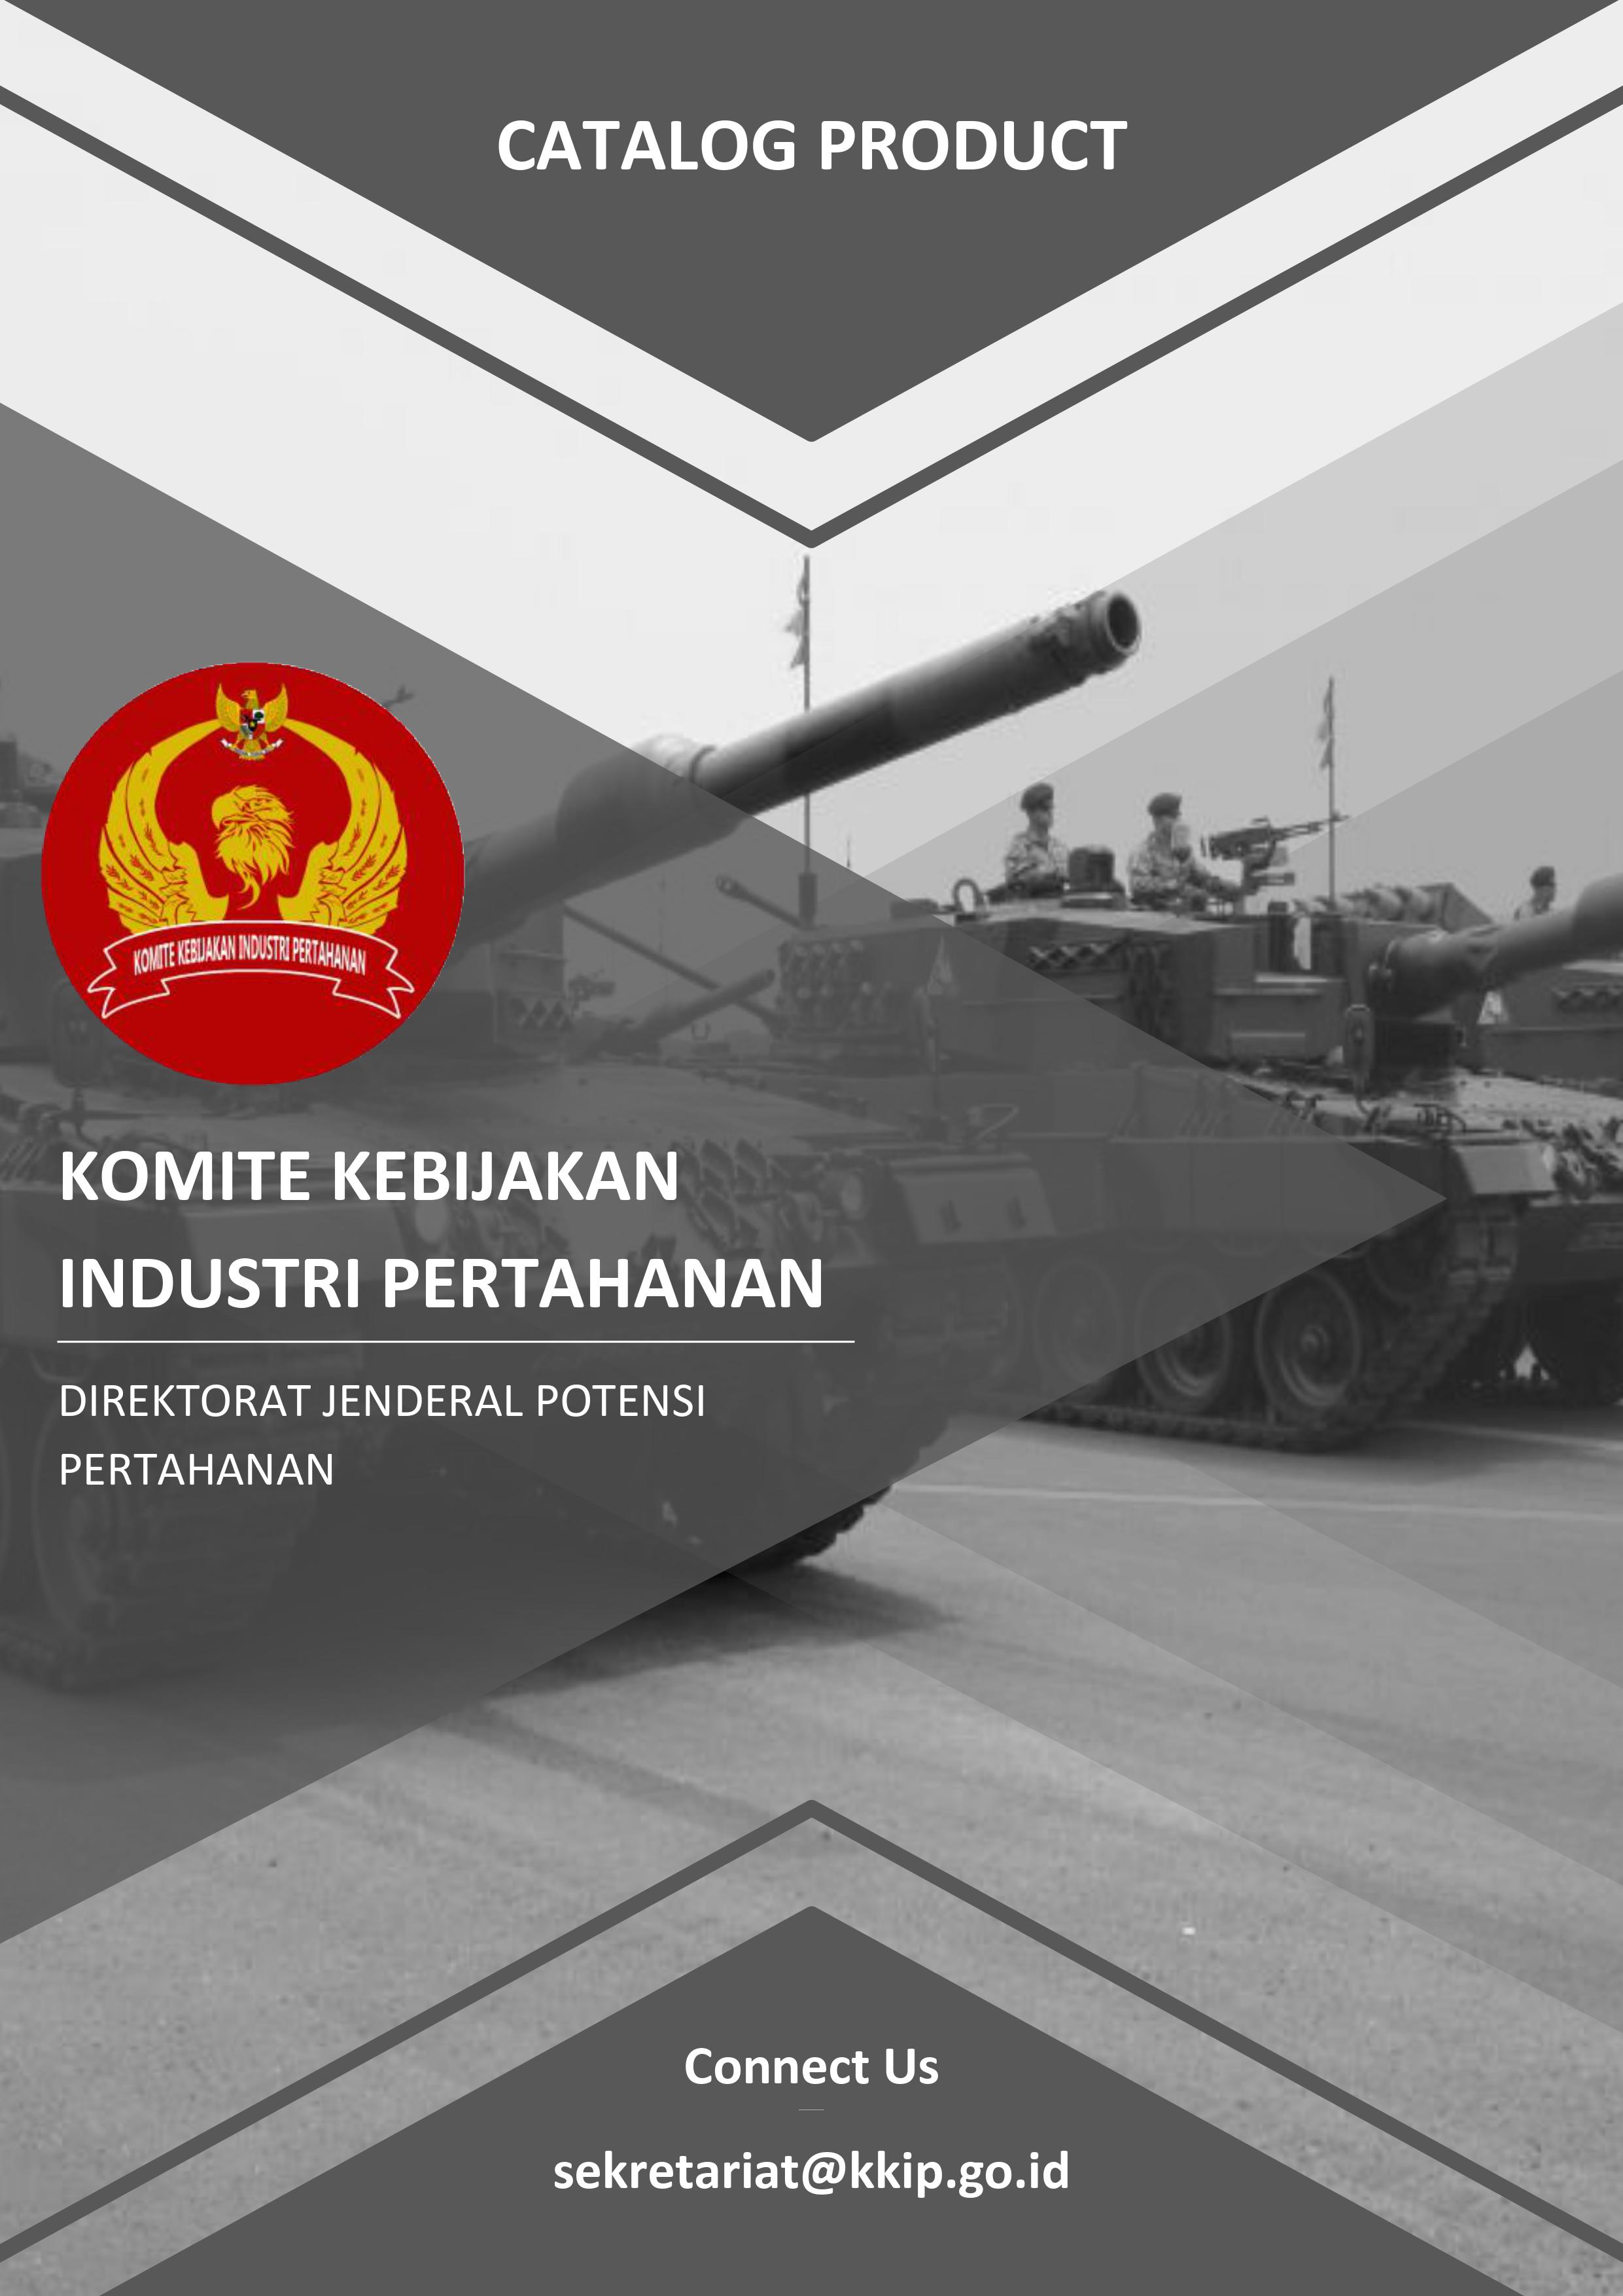 CATALOG PRODUCT
KOMITE KEBIJAKAN INDUSTRI PERTAHANAN
KOMITE KEBIJAKAN
INDUSTRI PERTAHANAN
DIREKTORAT JENDERAL POTENSI
PERTAHANAN
Connect Us
sekretariat@kkip.go.id